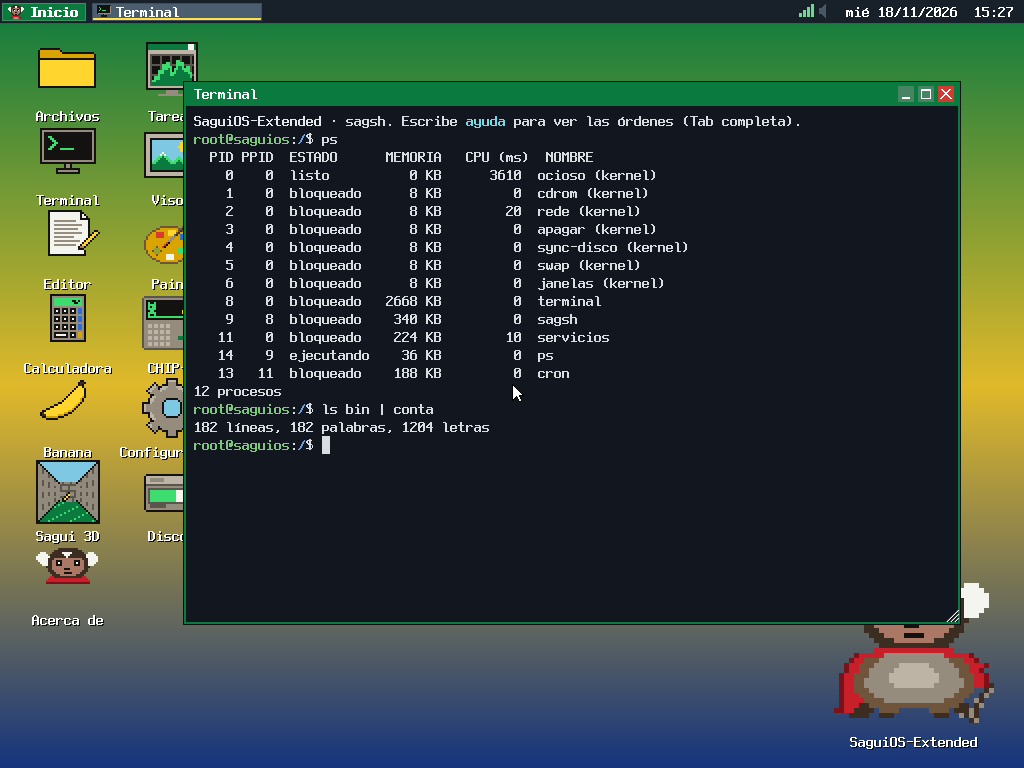 Inicio
Terminal
mié 18/11/2026 15:27
Archivos
Tarea
Terminal
Viso
Editor
Pain
Calculadora
CHIP-
Banana
Configur
Sagui 3D
Disco
Acerca de
Terminal
SaguiOS-Extended · sagsh. Escribe ayuda para ver las órdenes (Tab completa).
root@saguios:/$ ps
PID PPID ESTADO MEMORIA CPU (ms) NOMBRE
0 0 listo 0 KB 3610 ocioso (kernel)
1 0 bloqueado 8 KB 0 cdrom (kernel)
2 0 bloqueado 8 KB 20 rede (kernel)
3 0 bloqueado 8 KB 0 apagar (kernel)
4 0 bloqueado 8 KB 0 sync-disco (kernel)
5 0 bloqueado 8 KB 0 swap (kernel)
6 0 bloqueado 8 KB 0 janelas (kernel)
8 0 bloqueado 2668 KB 0 terminal
9 8 bloqueado 340 KB 0 sagsh
11 0 bloqueado 224 KB 10 servicios
14 9 ejecutando 36 KB 0 ps
13 11 bloqueado 188 KB 0 cron
12 procesos
root@saguios:/$ ls bin | conta
182 líneas, 182 palabras, 1204 letras
root@saguios:/$
SaguiOS-Extended